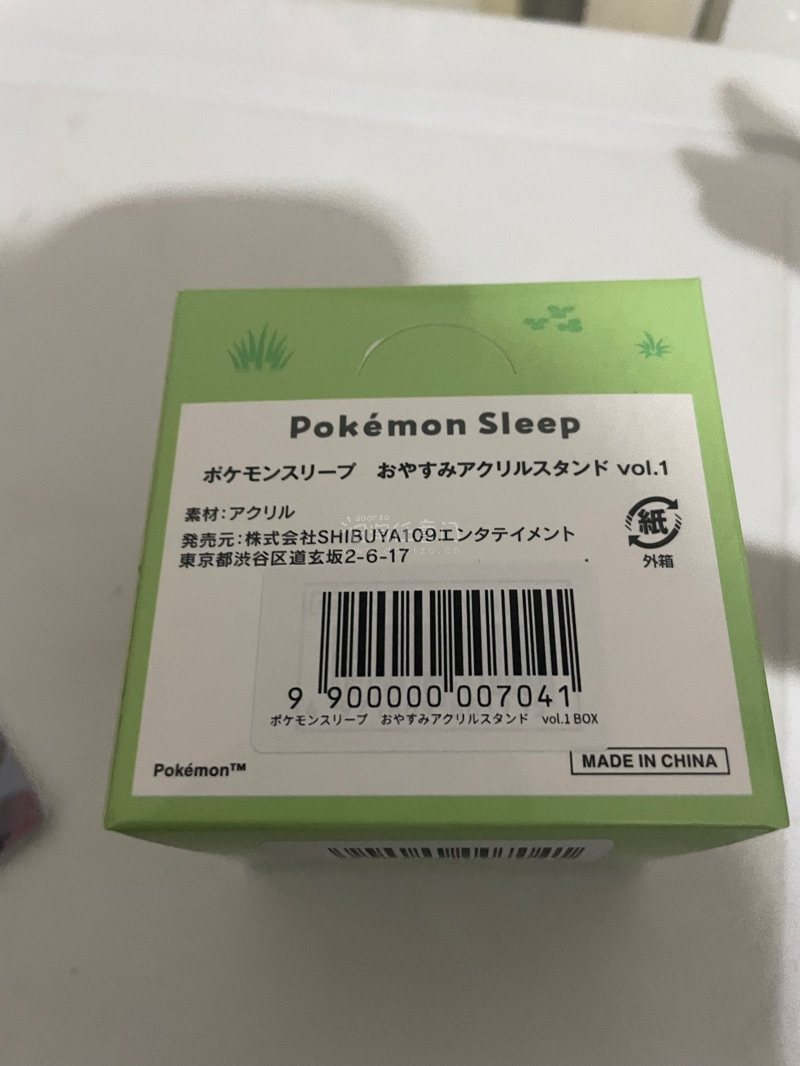 Pokémon Sleep
ポケモンスリープ おやすみアクリルスタンド vol.1
素材：アクリル
発売元：株式会社SHIBUYA109エンタテイメント
東京都渋谷区道玄坂2-6-17
紙
外箱
9 900000 007041
ポケモンスリープ おやすみアクリルスタンド vol.1 BOX
Pokémon™
MADE IN CHINA
doorzo